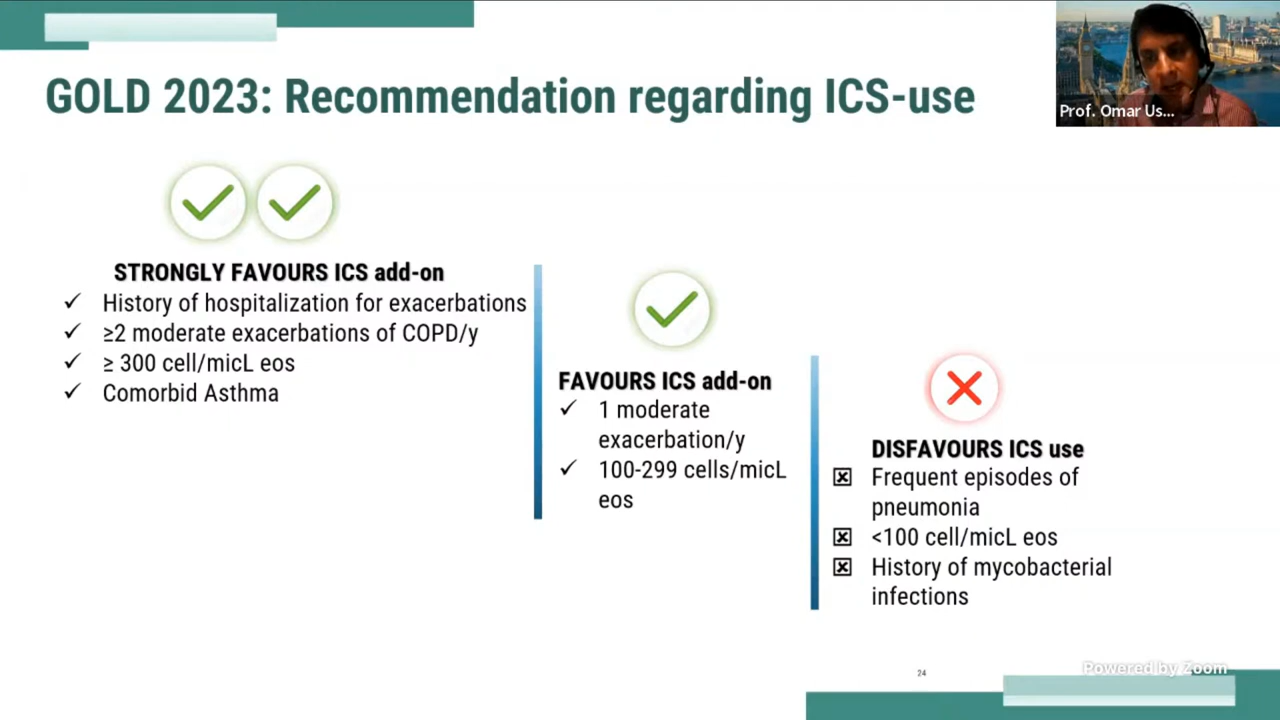 GOLD 2023: Recommendation regarding ICS-use
Prof. Omar Us...
STRONGLY FAVOURS ICS add-on
✓ History of hospitalization for exacerbations
✓ ≥2 moderate exacerbations of COPD/y
✓ ≥ 300 cell/micL eos
✓ Comorbid Asthma
FAVOURS ICS add-on
✓ 1 moderate
exacerbation/y
✓ 100-299 cells/micL
eos
DISFAVOURS ICS use
☒ Frequent episodes of
pneumonia
☒ <100 cell/micL eos
☒ History of mycobacterial
infections
24
Powered by Zoom